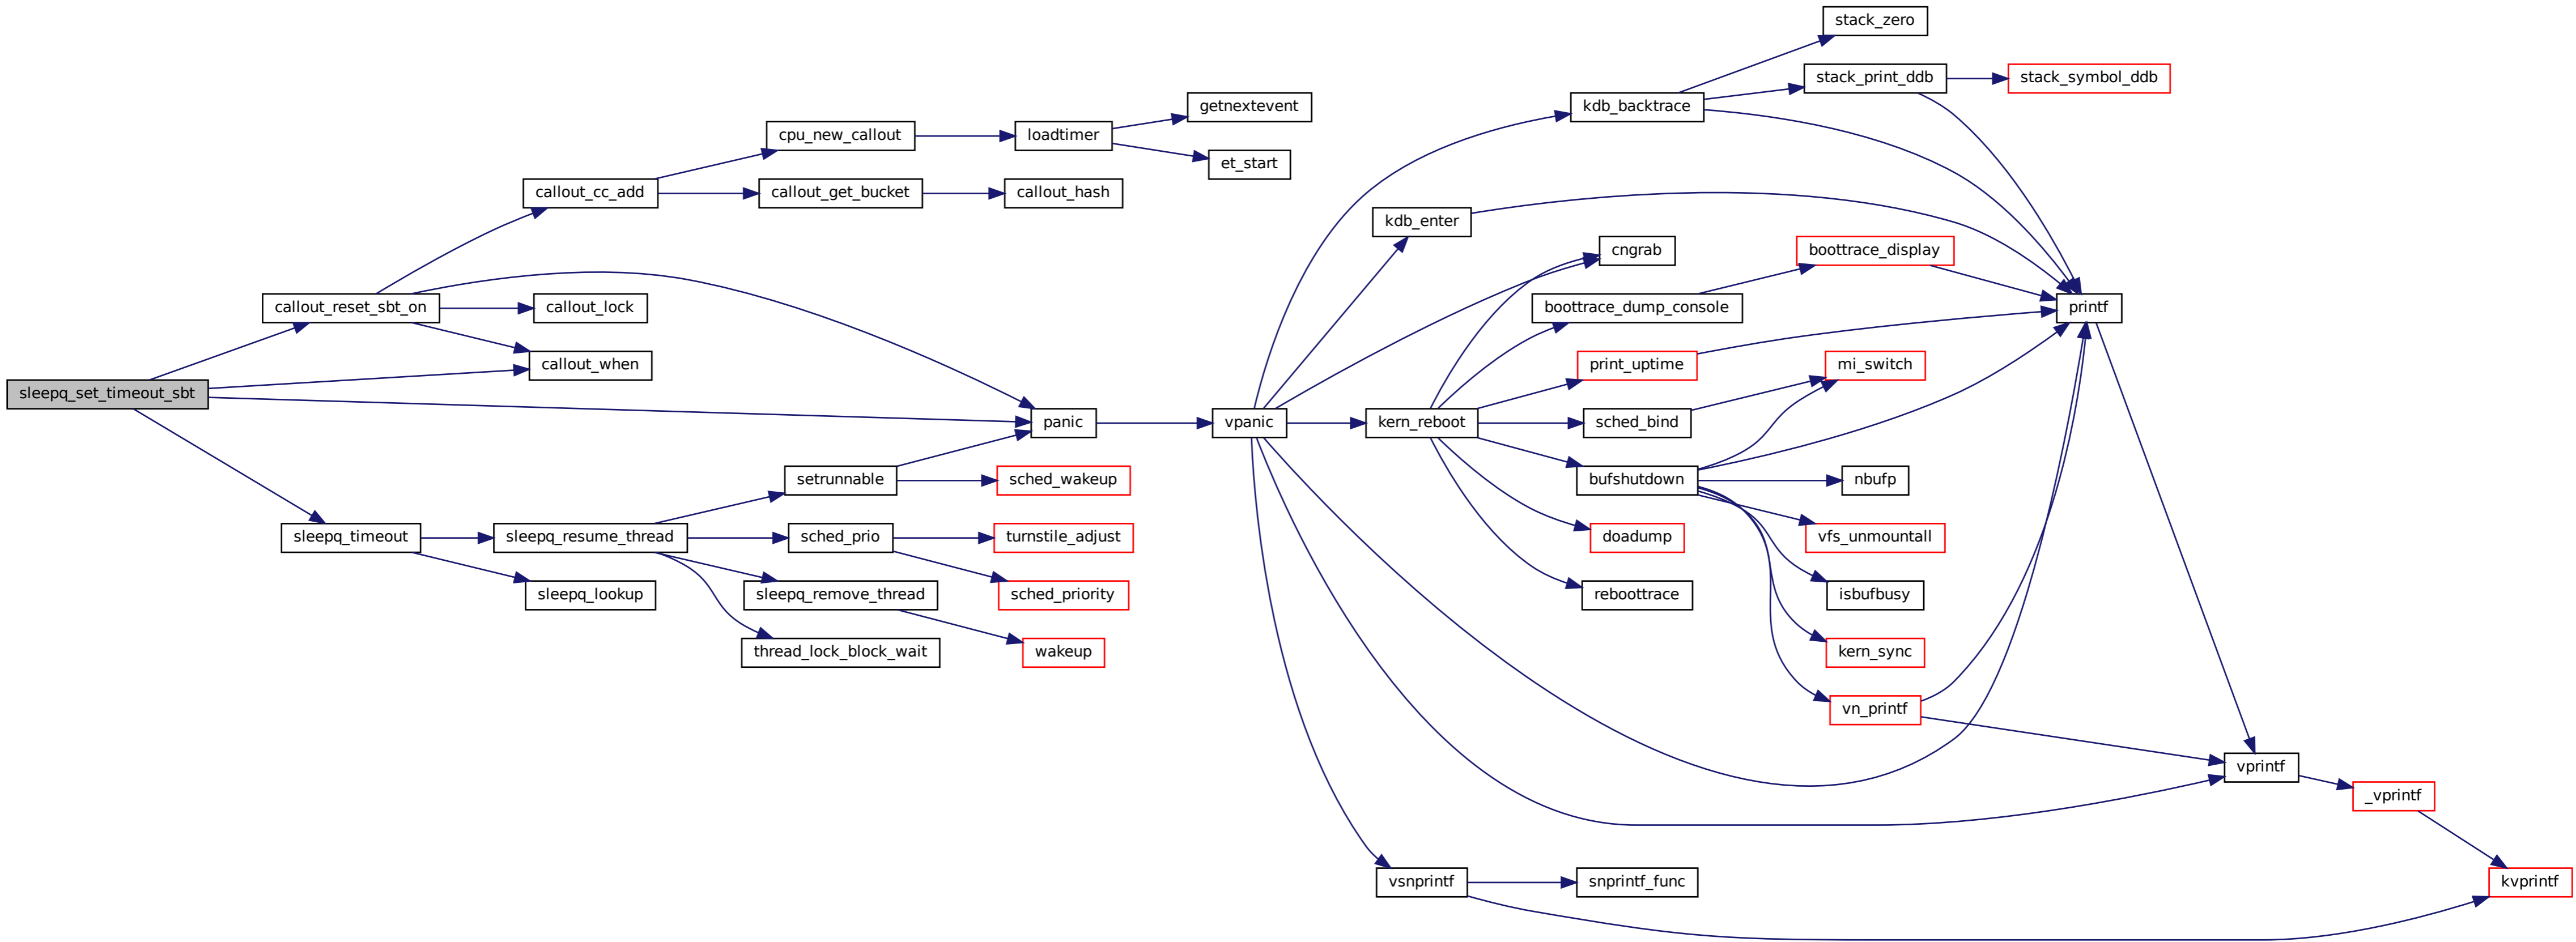 sleepq_set_timeout_sbt
callout_reset_sbt_on
callout_cc_add
cpu_new_callout
loadtimer
getnextevent
et_start
callout_get_bucket
callout_hash
callout_lock
callout_when
panic
vpanic
sleepq_timeout
sleepq_resume_thread
setrunnable
sched_wakeup
sched_prio
turnstile_adjust
sched_priority
sleepq_remove_thread
wakeup
thread_lock_block_wait
sleepq_lookup
kdb_backtrace
stack_zero
stack_print_ddb
stack_symbol_ddb
kdb_enter
cngrab
boottrace_dump_console
boottrace_display
printf
print_uptime
mi_switch
kern_reboot
sched_bind
bufshutdown
nbufp
doadump
vfs_unmountall
reboottrace
isbufbusy
kern_sync
vn_printf
vprintf
_vprintf
kvprintf
vsnprintf
snprintf_func